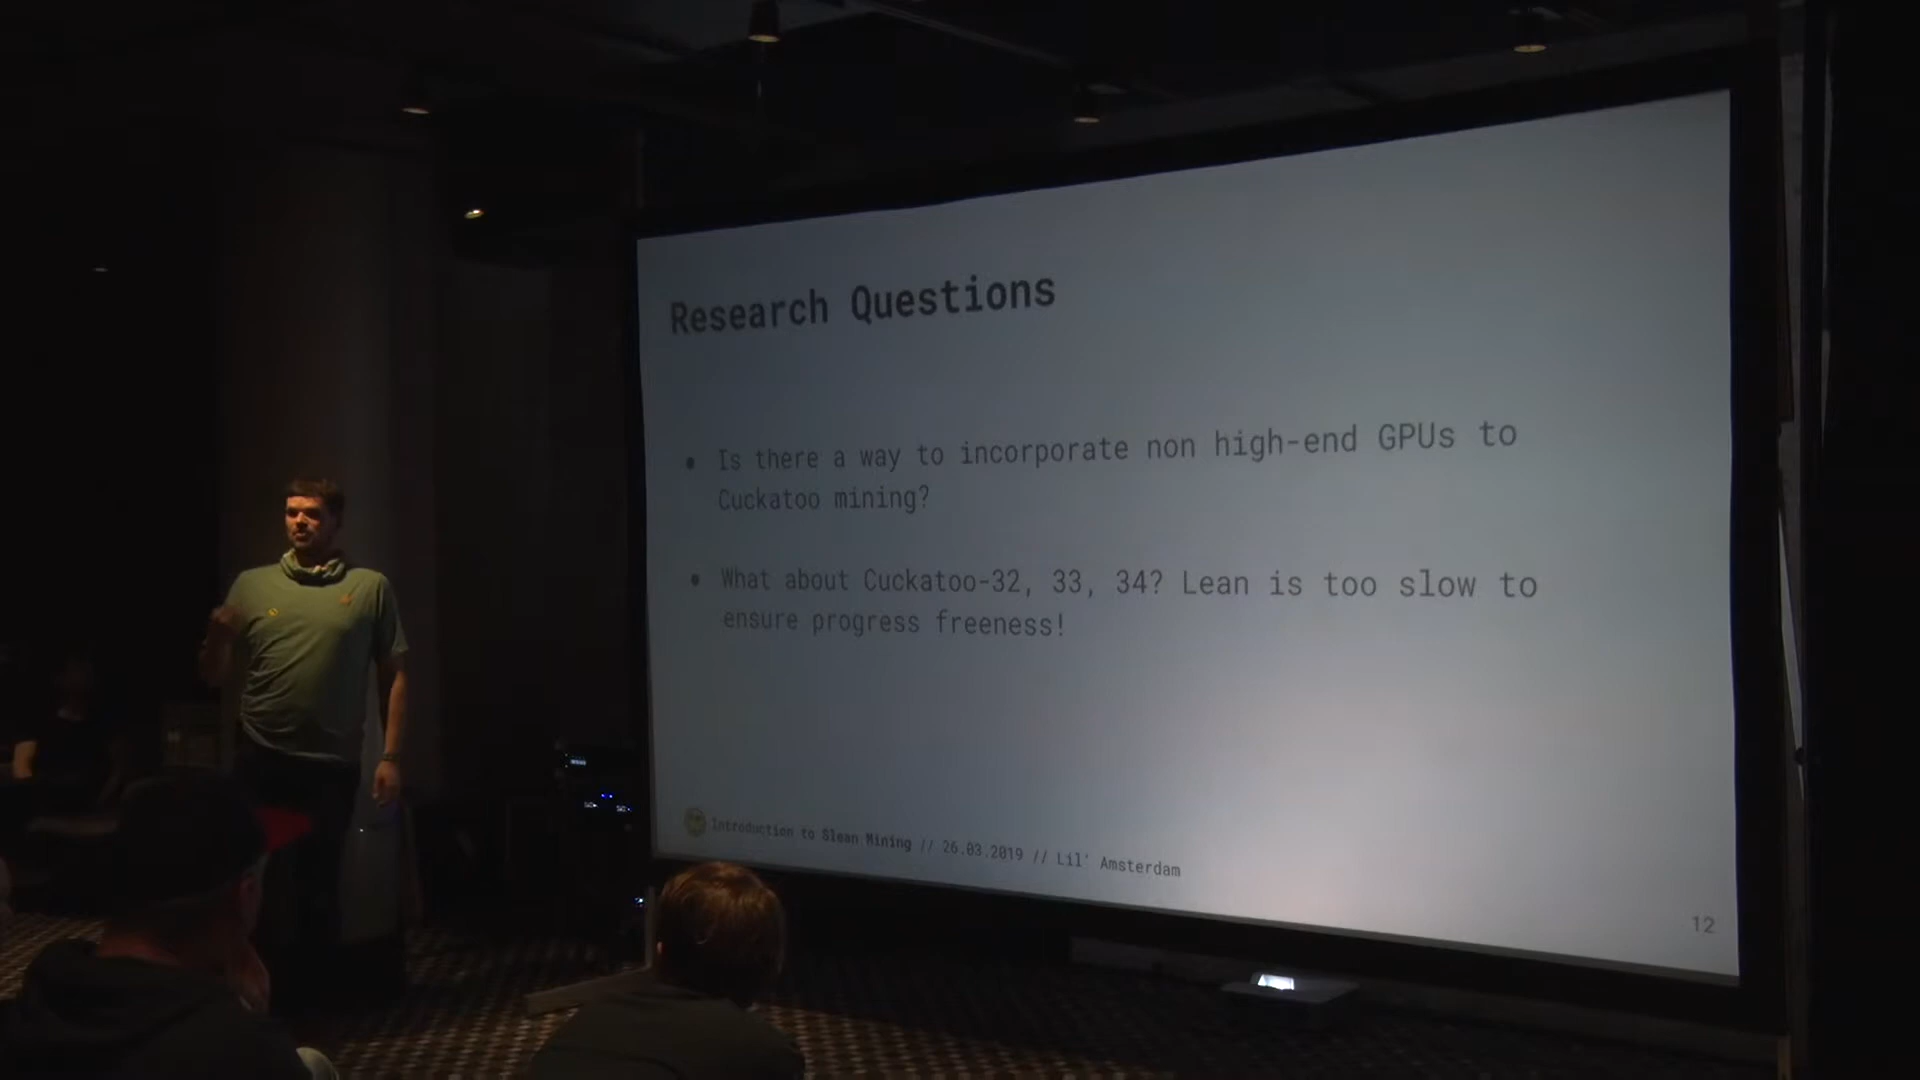 Research Questions
• Is there a way to incorporate non high-end GPUs to
Cuckatoo mining?
• What about Cuckatoo-32, 33, 34? Lean is too slow to
ensure progress freeness!
Introduction to Slean Mining // 26.03.2019 // Lil' Amsterdam
12